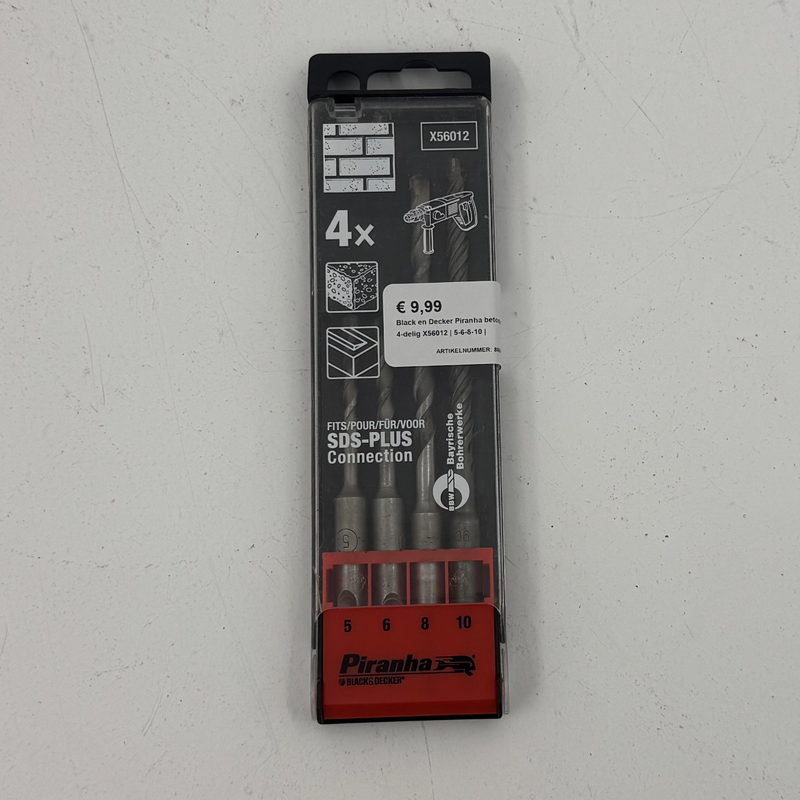 X56012
4x
€ 9,99
Black en Decker Piranha
4-delig X56012 | 5-6-8-10 |
ARTIKELNUMMER:
FITS/POUR/FÜR/VOOR
SDS-PLUS
Connection
BBW
Bayrische
Bohrerwerke
5
5 6 8 10
Piranha
BLACK&DECKER